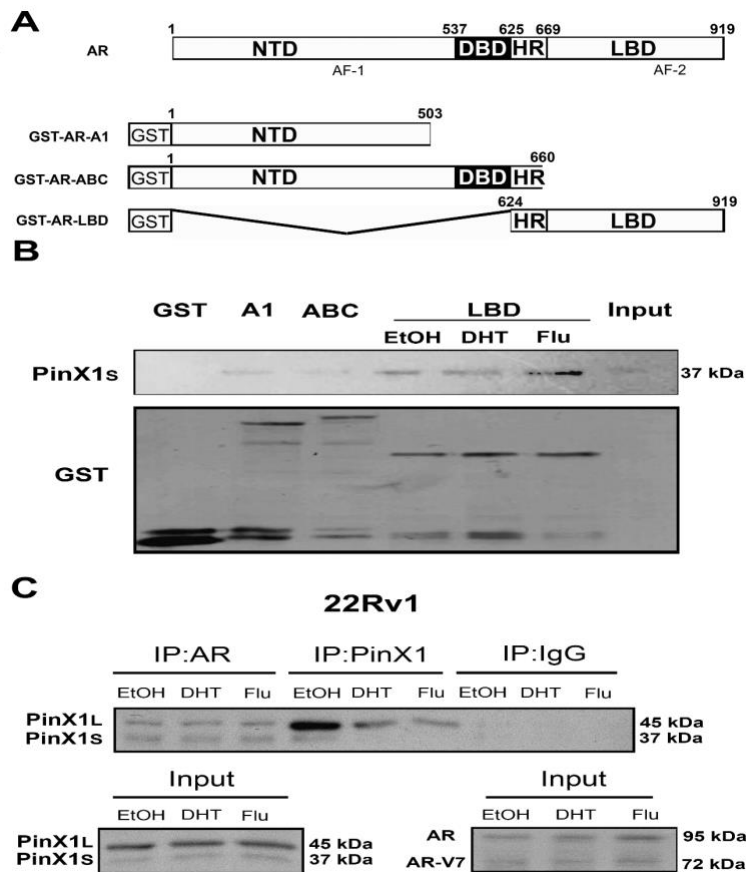 A
1 537 625 669 919
AR NTD DBD HR LBD
AF-1 AF-2
1 503
GST-AR-A1 GST NTD
1 660
GST-AR-ABC GST NTD DBD HR
624 919
GST-AR-LBD GST HR LBD
B
GST A1 ABC LBD Input
EtOH DHT Flu
PinX1s 37 kDa
GST
C
22Rv1
IP:AR IP:PinX1 IP:IgG
EtOH DHT Flu EtOH DHT Flu EtOH DHT Flu
PinX1L 45 kDa
PinX1s 37 kDa
Input Input
EtOH DHT Flu EtOH DHT Flu
PinX1L 45 kDa AR 95 kDa
PinX1S 37 kDa AR-V7 72 kDa